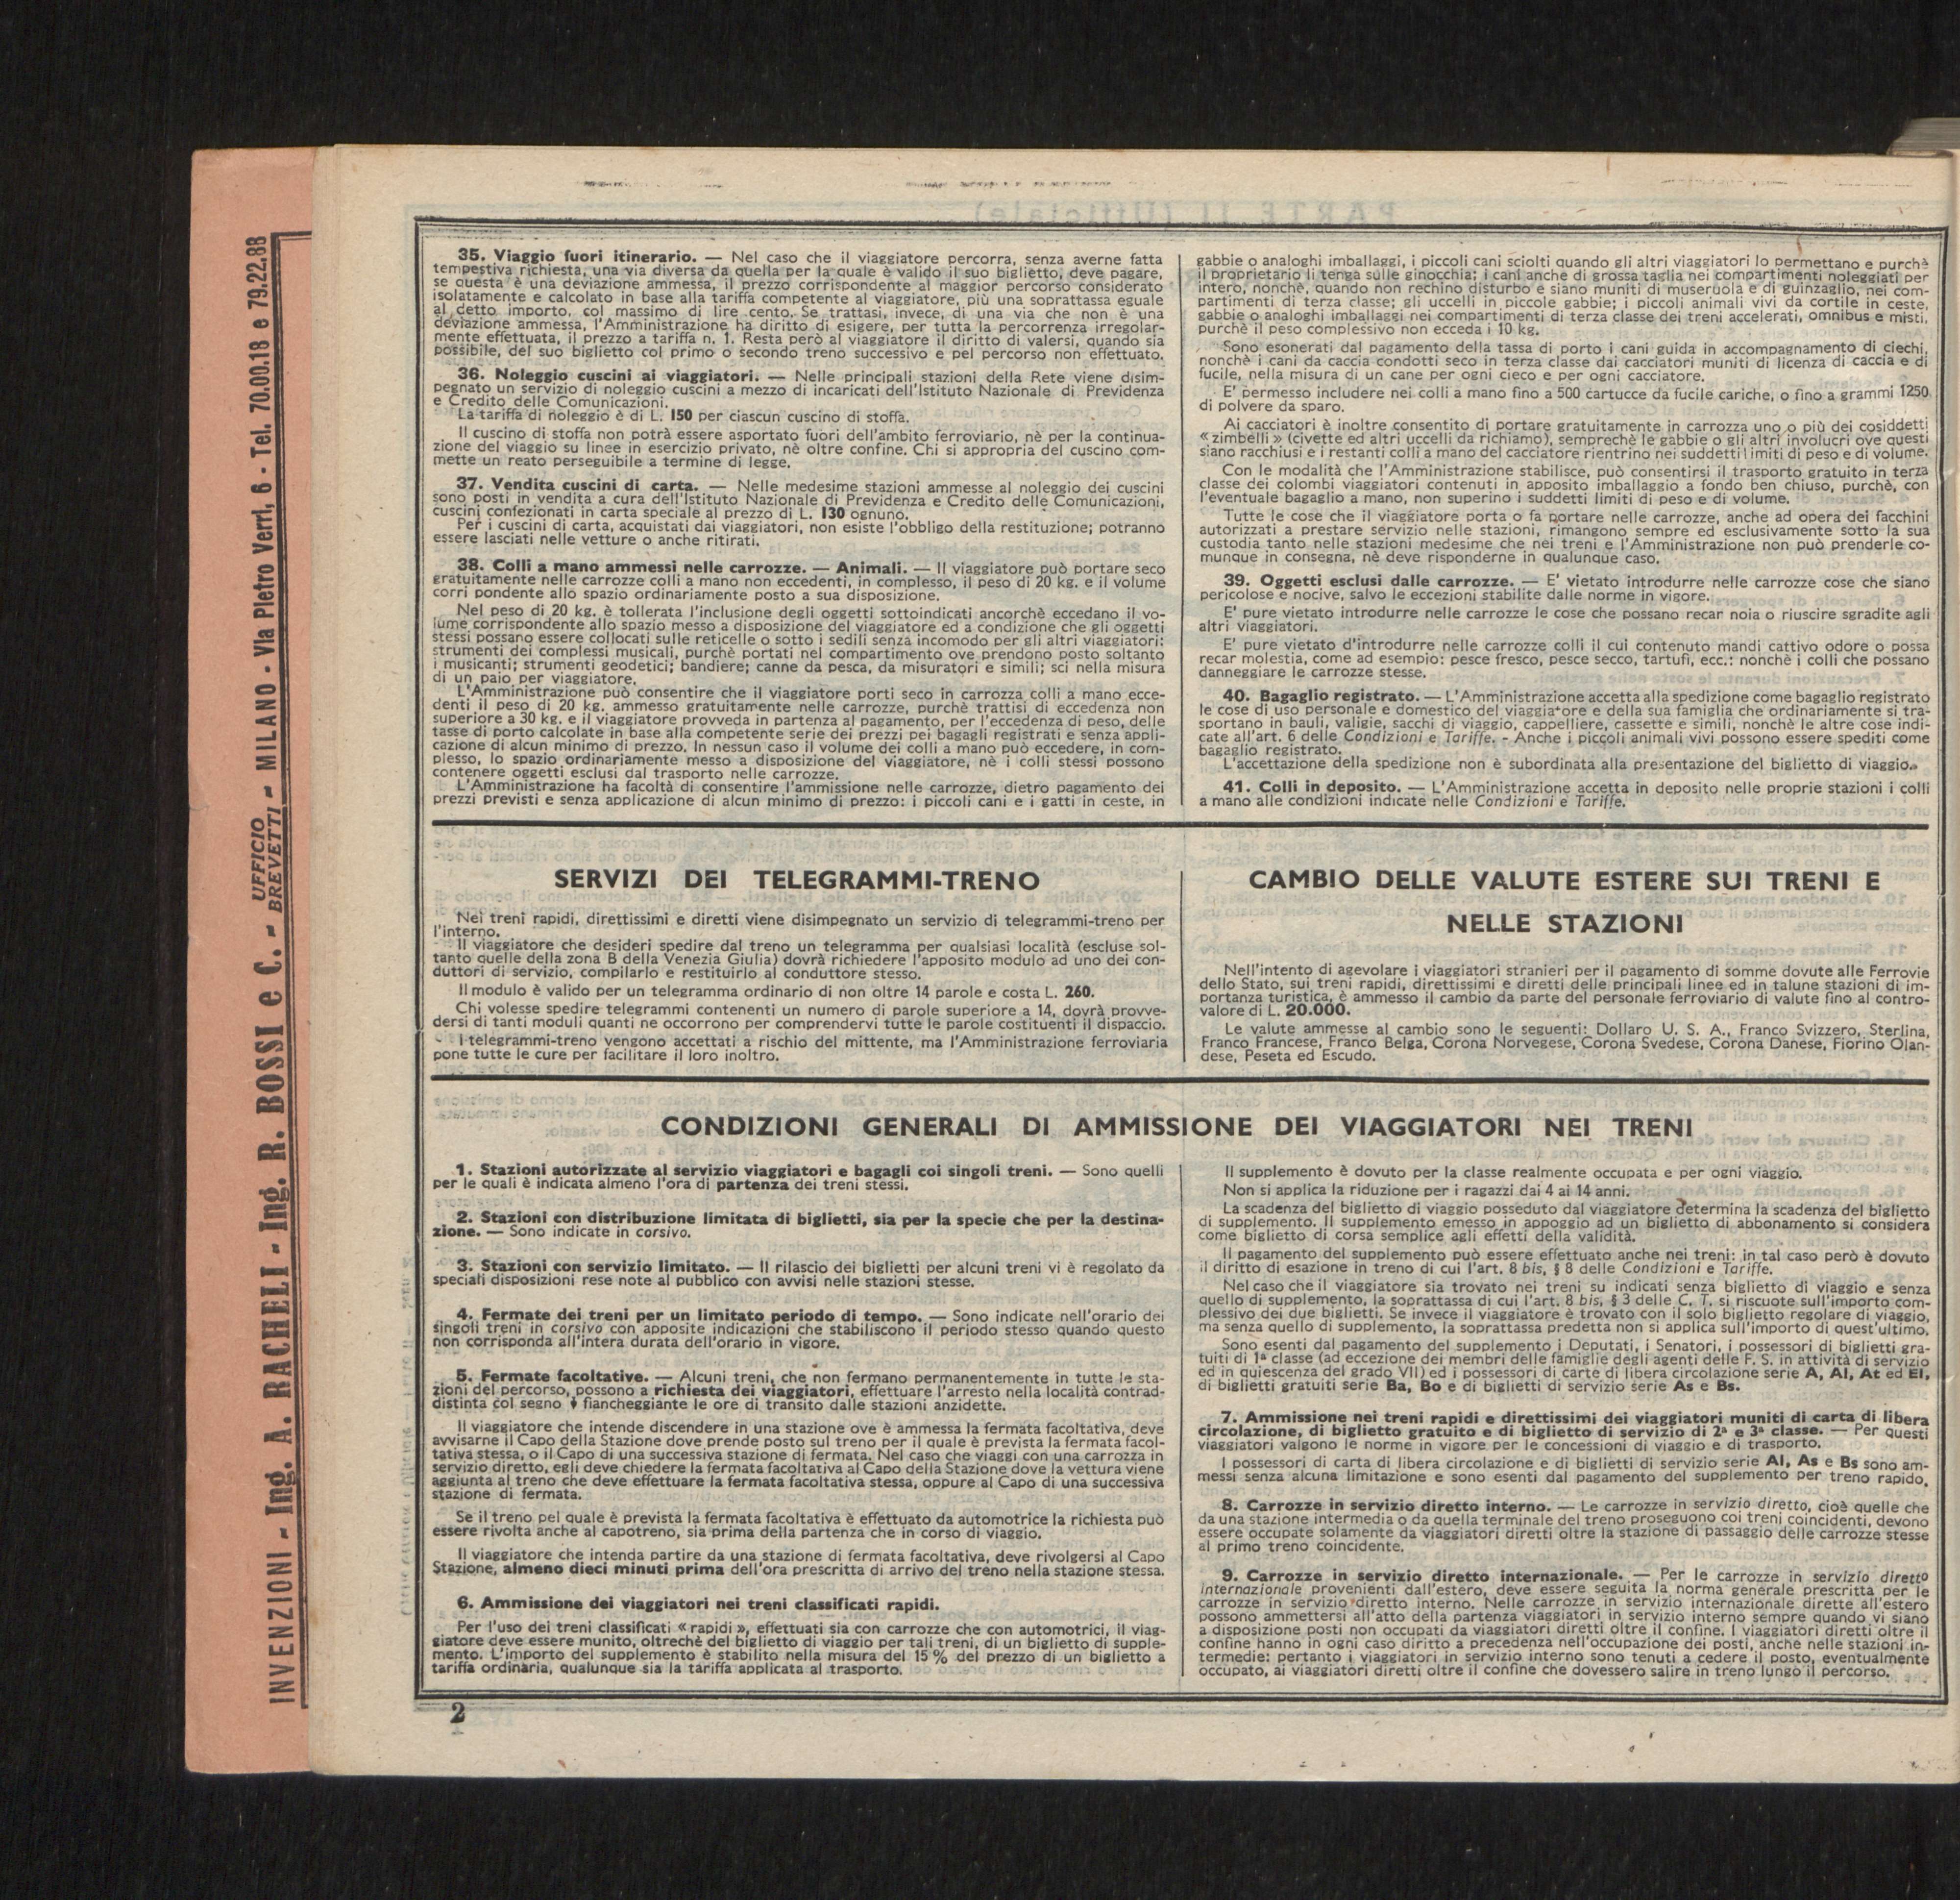 INVENZIONI - Ing. A. RACHELI - Ing. R. BOSSI e C. - UFFICIO BREVETTI - MILANO - Via Pietro Verri, 6 - Tel. 70.00.18 e 79.22.88
35. Viaggio fuori itinerario. — Nel caso che il viaggiatore percorra, senza averne fatta
tempestiva richiesta, una via diversa da quella per la quale è valido il suo biglietto, deve pagare,
se questa è una deviazione ammessa, il prezzo corrispondente al maggior percorso considerato
isolatamente e calcolato in base alla tariffa competente al viaggiatore, più una soprattassa eguale
al detto importo, col massimo di lire cento. Se trattasi, invece, di una via che non è una
deviazione ammessa, l'Amministrazione ha diritto di esigere, per tutta la percorrenza irregolar-
mente effettuata, il prezzo a tariffa n. 1. Resta però al viaggiatore il diritto di valersi, quando sia
possibile, del suo biglietto col primo o secondo treno successivo e pel percorso non effettuato.
36. Noleggio cuscini ai viaggiatori. — Nelle principali stazioni della Rete viene disim-
pegnato un servizio di noleggio cuscini a mezzo di incaricati dell'Istituto Nazionale di Previdenza
e Credito delle Comunicazioni.
La tariffa di noleggio è di L. 150 per ciascun cuscino di stoffa.
Il cuscino di stoffa non potrà essere asportato fuori dell'ambito ferroviario, nè per la continua-
zione del viaggio su linee in esercizio privato, nè oltre confine. Chi si appropria del cuscino com-
mette un reato perseguibile a termine di legge.
37. Vendita cuscini di carta. — Nelle medesime stazioni ammesse al noleggio dei cuscini
sono posti in vendita a cura dell'Istituto Nazionale di Previdenza e Credito delle Comunicazioni,
cuscini confezionati in carta speciale al prezzo di L. 130 ognuno.
Per i cuscini di carta, acquistati dai viaggiatori, non esiste l'obbligo della restituzione; potranno
essere lasciati nelle vetture o anche ritirati.
38. Colli a mano ammessi nelle carrozze. — Animali. — Il viaggiatore può portare seco
gratuitamente nelle carrozze colli a mano non eccedenti, in complesso, il peso di 20 kg. e il volume
corri pondente allo spazio ordinariamente posto a sua disposizione.
Nel peso di 20 kg. è tollerata l'inclusione degli oggetti sottoindicati ancorchè eccedano il vo-
lume corrispondente allo spazio messo a disposizione del viaggiatore ed a condizione che gli oggetti
stessi possano essere collocati sulle reticelle o sotto i sedili senza incomodo per gli altri viaggiatori:
strumenti dei complessi musicali, purchè portati nel compartimento ove prendono posto soltanto
i musicanti; strumenti geodetici; bandiere; canne da pesca, da misuratori e simili; sci nella misura
di un paio per viaggiatore.
L'Amministrazione può consentire che il viaggiatore porti seco in carrozza colli a mano ecce-
denti il peso di 20 kg. ammesso gratuitamente nelle carrozze, purchè trattisi di eccedenza non
superiore a 30 kg. e il viaggiatore provveda in partenza al pagamento, per l'eccedenza di peso, delle
tasse di porto calcolate in base alla competente serie dei prezzi pei bagagli registrati e senza appli-
cazione di alcun minimo di prezzo. In nessun caso il volume dei colli a mano può eccedere, in com-
plesso, lo spazio ordinariamente messo a disposizione del viaggiatore, nè i colli stessi possono
contenere oggetti esclusi dal trasporto nelle carrozze.
L'Amministrazione ha facoltà di consentire l'ammissione nelle carrozze, dietro pagamento dei
prezzi previsti e senza applicazione di alcun minimo di prezzo: i piccoli cani e i gatti in ceste, in
gabbie o analoghi imballaggi, i piccoli cani sciolti quando gli altri viaggiatori lo permettano e purchè
il proprietario li tenga sulle ginocchia; i cani anche di grossa taglia nei compartimenti noleggiati per
intero, nonchè, quando non rechino disturbo e siano muniti di museruola e di guinzaglio, nei com-
partimenti di terza classe; gli uccelli in piccole gabbie; i piccoli animali vivi da cortile in ceste,
gabbie o analoghi imballaggi nei compartimenti di terza classe dei treni accelerati, omnibus e misti,
purchè il peso complessivo non ecceda i 10 kg.
Sono esonerati dal pagamento della tassa di porto i cani guida in accompagnamento di ciechi,
nonchè i cani da caccia condotti seco in terza classe dai cacciatori muniti di licenza di caccia e di
fucile, nella misura di un cane per ogni cieco e per ogni cacciatore.
E' permesso includere nei colli a mano fino a 500 cartucce da fucile cariche, o fino a grammi 1250
di polvere da sparo.
Ai cacciatori è inoltre consentito di portare gratuitamente in carrozza uno o più dei cosiddetti
« zimbelli » (civette ed altri uccelli da richiamo), semprechè le gabbie o gli altri involucri ove questi
siano racchiusi e i restanti colli a mano del cacciatore rientrino nei suddetti limiti di peso e di volume.
Con le modalità che l'Amministrazione stabilisce, può consentirsi il trasporto gratuito in terza
classe dei colombi viaggiatori contenuti in apposito imballaggio a fondo ben chiuso, purchè, con
l'eventuale bagaglio a mano, non superino i suddetti limiti di peso e di volume.
Tutte le cose che il viaggiatore porta o fa portare nelle carrozze, anche ad opera dei facchini
autorizzati a prestare servizio nelle stazioni, rimangono sempre ed esclusivamente sotto la sua
custodia tanto nelle stazioni medesime che nei treni e l'Amministrazione non può prenderle co-
munque in consegna, nè deve risponderne in qualunque caso.
39. Oggetti esclusi dalle carrozze. — E' vietato introdurre nelle carrozze cose che siano
pericolose e nocive, salvo le eccezioni stabilite dalle norme in vigore.
E' pure vietato introdurre nelle carrozze le cose che possano recar noia o riuscire sgradite agli
altri viaggiatori.
E' pure vietato d'introdurre nelle carrozze colli il cui contenuto mandi cattivo odore o possa
recar molestia, come ad esempio: pesce fresco, pesce secco, tartufi, ecc.: nonchè i colli che possano
danneggiare le carrozze stesse.
40. Bagaglio registrato. — L'Amministrazione accetta alla spedizione come bagaglio registrato
le cose di uso personale e domestico del viaggiatore e della sua famiglia che ordinariamente si tra-
sportano in bauli, valigie, sacchi di viaggio, cappelliere, cassette e simili, nonchè le altre cose indi-
cate all'art. 6 delle Condizioni e Tariffe. - Anche i piccoli animali vivi possono essere spediti come
bagaglio registrato.
L'accettazione della spedizione non è subordinata alla presentazione del biglietto di viaggio.
41. Colli in deposito. — L'Amministrazione accetta in deposito nelle proprie stazioni i colli
a mano alle condizioni indicate nelle Condizioni e Tariffe.
SERVIZI DEI TELEGRAMMI-TRENO
Nei treni rapidi, direttissimi e diretti viene disimpegnato un servizio di telegrammi-treno per
l'interno.
Il viaggiatore che desideri spedire dal treno un telegramma per qualsiasi località (escluse sol-
tanto quelle della zona B della Venezia Giulia) dovrà richiedere l'apposito modulo ad uno dei con-
duttori di servizio, compilarlo e restituirlo al conduttore stesso.
Il modulo è valido per un telegramma ordinario di non oltre 14 parole e costa L. 260.
Chi volesse spedire telegrammi contenenti un numero di parole superiore a 14, dovrà provve-
dersi di tanti moduli quanti ne occorrono per comprendervi tutte le parole costituenti il dispaccio.
I telegrammi-treno vengono accettati a rischio del mittente, ma l'Amministrazione ferroviaria
pone tutte le cure per facilitare il loro inoltro.
CAMBIO DELLE VALUTE ESTERE SUI TRENI E
NELLE STAZIONI
Nell'intento di agevolare i viaggiatori stranieri per il pagamento di somme dovute alle Ferrovie
dello Stato, sui treni rapidi, direttissimi e diretti delle principali linee ed in talune stazioni di im-
portanza turistica, è ammesso il cambio da parte del personale ferroviario di valute fino al contro-
valore di L. 20.000.
Le valute ammesse al cambio sono le seguenti: Dollaro U. S. A., Franco Svizzero, Sterlina,
Franco Francese, Franco Belga, Corona Norvegese, Corona Svedese, Corona Danese, Fiorino Olan-
dese, Peseta ed Escudo.
CONDIZIONI GENERALI DI AMMISSIONE DEI VIAGGIATORI NEI TRENI
1. Stazioni autorizzate al servizio viaggiatori e bagagli coi singoli treni. — Sono quelli
per le quali è indicata almeno l'ora di partenza dei treni stessi.
2. Stazioni con distribuzione limitata di biglietti, sia per la specie che per la destina-
zione. — Sono indicate in corsivo.
3. Stazioni con servizio limitato. — Il rilascio dei biglietti per alcuni treni vi è regolato da
speciali disposizioni rese note al pubblico con avvisi nelle stazioni stesse.
4. Fermate dei treni per un limitato periodo di tempo. — Sono indicate nell'orario dei
singoli treni in corsivo con apposite indicazioni che stabiliscono il periodo stesso quando questo
non corrisponda all'intera durata dell'orario in vigore.
5. Fermate facoltative. — Alcuni treni, che non fermano permanentemente in tutte le sta-
zioni del percorso, possono a richiesta dei viaggiatori, effettuare l'arresto nella località contrad-
distinta col segno ♦ fiancheggiante le ore di transito dalle stazioni anzidette.
Il viaggiatore che intende discendere in una stazione ove è ammessa la fermata facoltativa, deve
avvisarne il Capo della Stazione dove prende posto sul treno per il quale è prevista la fermata facol-
tativa stessa, o il Capo di una successiva stazione di fermata. Nel caso che viaggi con una carrozza in
servizio diretto, egli deve chiedere la fermata facoltativa al Capo della Stazione dove la vettura viene
aggiunta al treno che deve effettuare la fermata facoltativa stessa, oppure al Capo di una successiva
stazione di fermata.
Se il treno pel quale è prevista la fermata facoltativa è effettuato da automotrice la richiesta può
essere rivolta anche al capotreno, sia prima della partenza che in corso di viaggio.
Il viaggiatore che intenda partire da una stazione di fermata facoltativa, deve rivolgersi al Capo
Stazione, almeno dieci minuti prima dell'ora prescritta di arrivo del treno nella stazione stessa.
6. Ammissione dei viaggiatori nei treni classificati rapidi.
Per l'uso dei treni classificati « rapidi », effettuati sia con carrozze che con automotrici, il viag-
giatore deve essere munito, oltrechè del biglietto di viaggio per tali treni, di un biglietto di supple-
mento. L'importo del supplemento è stabilito nella misura del 15 % del prezzo di un biglietto a
tariffa ordinaria, qualunque sia la tariffa applicata al trasporto.
Il supplemento è dovuto per la classe realmente occupata e per ogni viaggio.
Non si applica la riduzione per i ragazzi dai 4 ai 14 anni.
La scadenza del biglietto di viaggio posseduto dal viaggiatore determina la scadenza del biglietto
di supplemento. Il supplemento emesso in appoggio ad un biglietto di abbonamento si considera
come biglietto di corsa semplice agli effetti della validità.
Il pagamento del supplemento può essere effettuato anche nei treni: in tal caso però è dovuto
il diritto di esazione in treno di cui l'art. 8 bis, § 8 delle Condizioni e Tariffe.
Nel caso che il viaggiatore sia trovato nei treni su indicati senza biglietto di viaggio e senza
quello di supplemento, la soprattassa di cui l'art. 8 bis, § 3 delle C. T. si riscuote sull'importo com-
plessivo dei due biglietti. Se invece il viaggiatore è trovato con il solo biglietto regolare di viaggio,
ma senza quello di supplemento, la soprattassa predetta non si applica sull'importo di quest'ultimo.
Sono esenti dal pagamento del supplemento i Deputati, i Senatori, i possessori di biglietti gra-
tuiti di 1ª classe (ad eccezione dei membri delle famiglie degli agenti delle F. S. in attività di servizio
ed in quiescenza del grado VII) ed i possessori di carte di libera circolazione serie A, Al, At ed El,
di biglietti gratuiti serie Ba, Bo e di biglietti di servizio serie As e Bs.
7. Ammissione nei treni rapidi e direttissimi dei viaggiatori muniti di carta di libera
circolazione, di biglietto gratuito e di biglietto di servizio di 2ª e 3ª classe. — Per questi
viaggiatori valgono le norme in vigore per le concessioni di viaggio e di trasporto.
I possessori di carta di libera circolazione e di biglietti di servizio serie Al, As e Bs sono am-
messi senza alcuna limitazione e sono esenti dal pagamento del supplemento per treno rapido.
8. Carrozze in servizio diretto interno. — Le carrozze in servizio diretto, cioè quelle che
da una stazione intermedia o da quella terminale del treno proseguono coi treni coincidenti, devono
essere occupate solamente da viaggiatori diretti oltre la stazione di passaggio delle carrozze stesse
al primo treno coincidente.
9. Carrozze in servizio diretto internazionale. — Per le carrozze in servizio diretto
internazionale provenienti dall'estero, deve essere seguita la norma generale prescritta per le
carrozze in servizio diretto interno. Nelle carrozze in servizio internazionale dirette all'estero
possono ammettersi all'atto della partenza viaggiatori in servizio interno sempre quando vi siano
a disposizione posti non occupati da viaggiatori diretti oltre il confine. I viaggiatori diretti oltre il
confine hanno in ogni caso diritto a precedenza nell'occupazione dei posti, anche nelle stazioni in-
termedie: pertanto i viaggiatori in servizio interno sono tenuti a cedere il posto, eventualmente
occupato, ai viaggiatori diretti oltre il confine che dovessero salire in treno lungo il percorso.
2